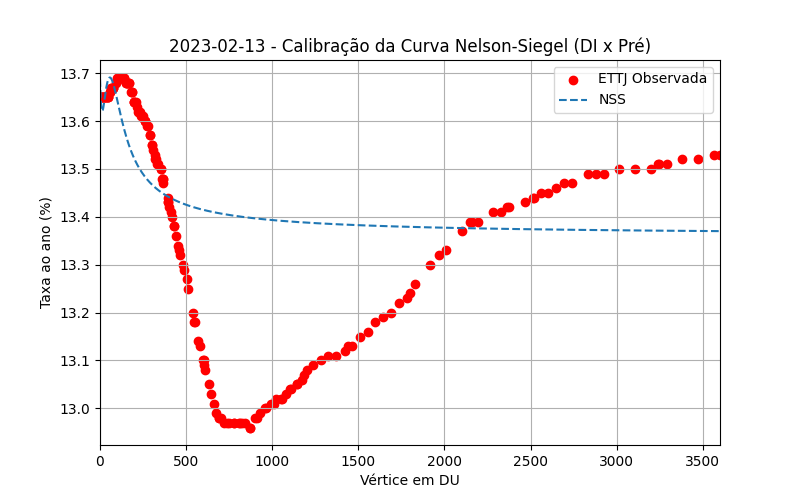 2023-02-13 - Calibração da Curva Nelson-Siegel (DI x Pré)
ETTJ Observada
NSS
Taxa ao ano (%)
13.7
13.6
13.5
13.4
13.3
13.2
13.1
13.0
0 500 1000 1500 2000 2500 3000 3500
Vértice em DU